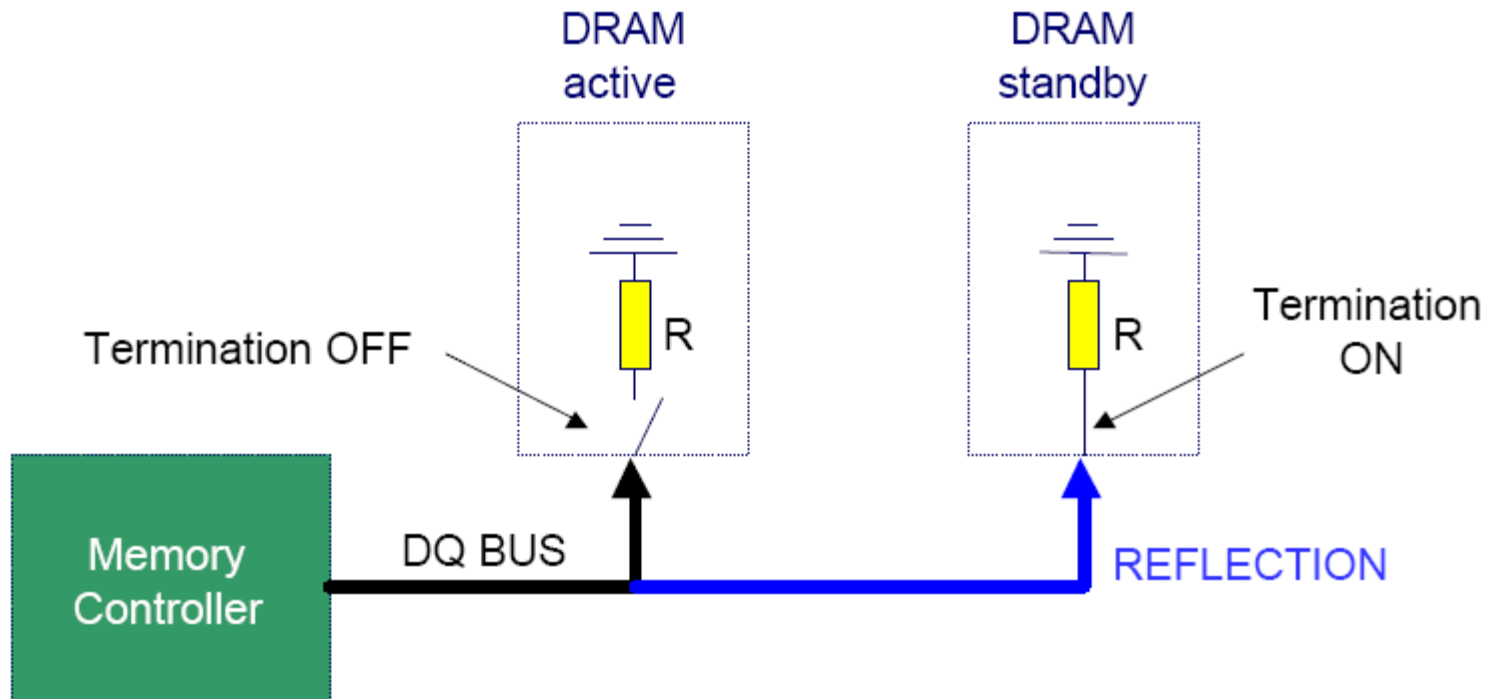 DRAM
active
DRAM
standby
Termination OFF
R
R
Termination
ON
Memory
Controller
DQ BUS
REFLECTION